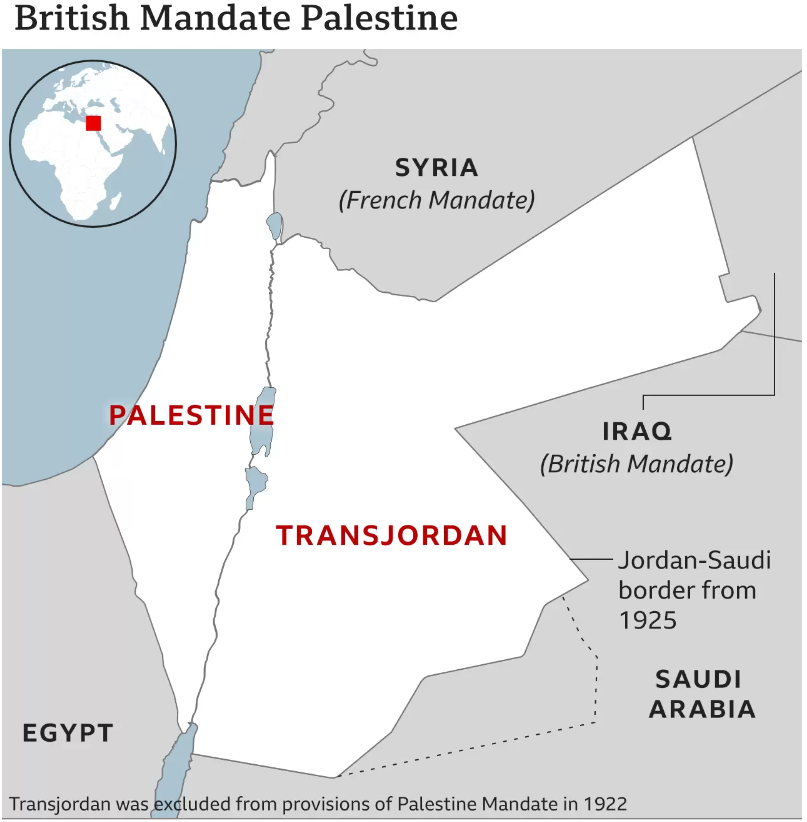 British Mandate Palestine
SYRIA
(French Mandate)
PALESTINE
IRAQ
(British Mandate)
TRANSJORDAN
Jordan-Saudi
border from
1925
SAUDI
ARABIA
EGYPT
Transjordan was excluded from provisions of Palestine Mandate in 1922